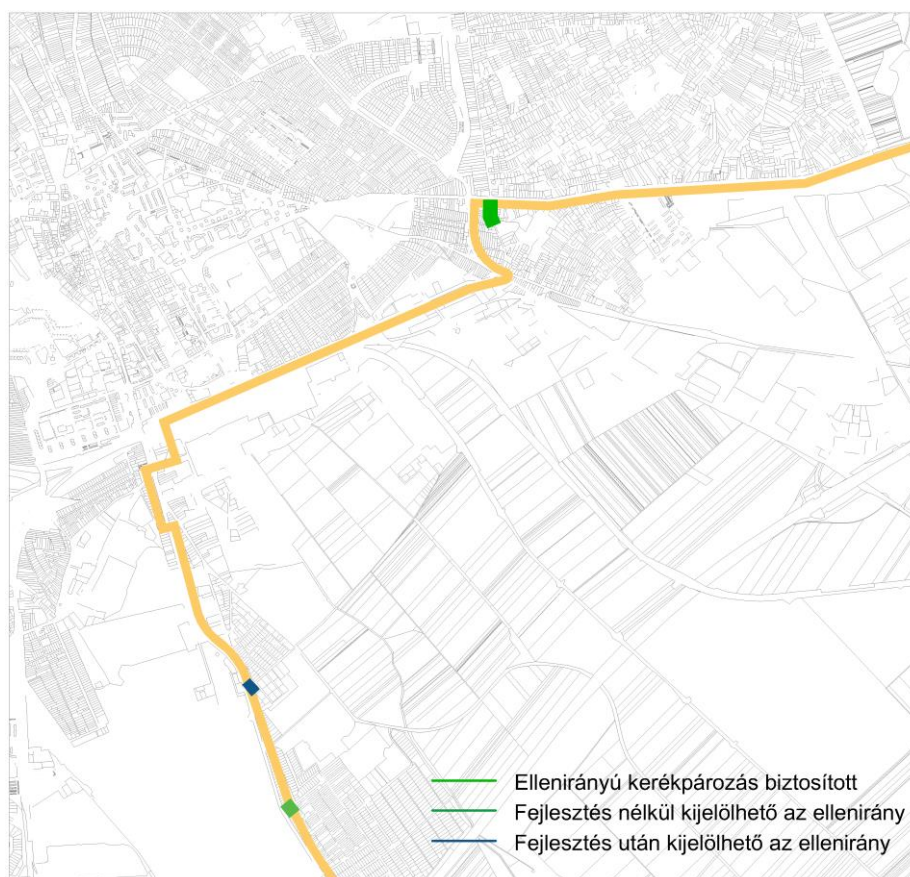 Ellenirányú kerékpározás biztosított
Fejlesztés nélkül kijelölhető az ellenirány
Fejlesztés után kijelölhető az ellenirány